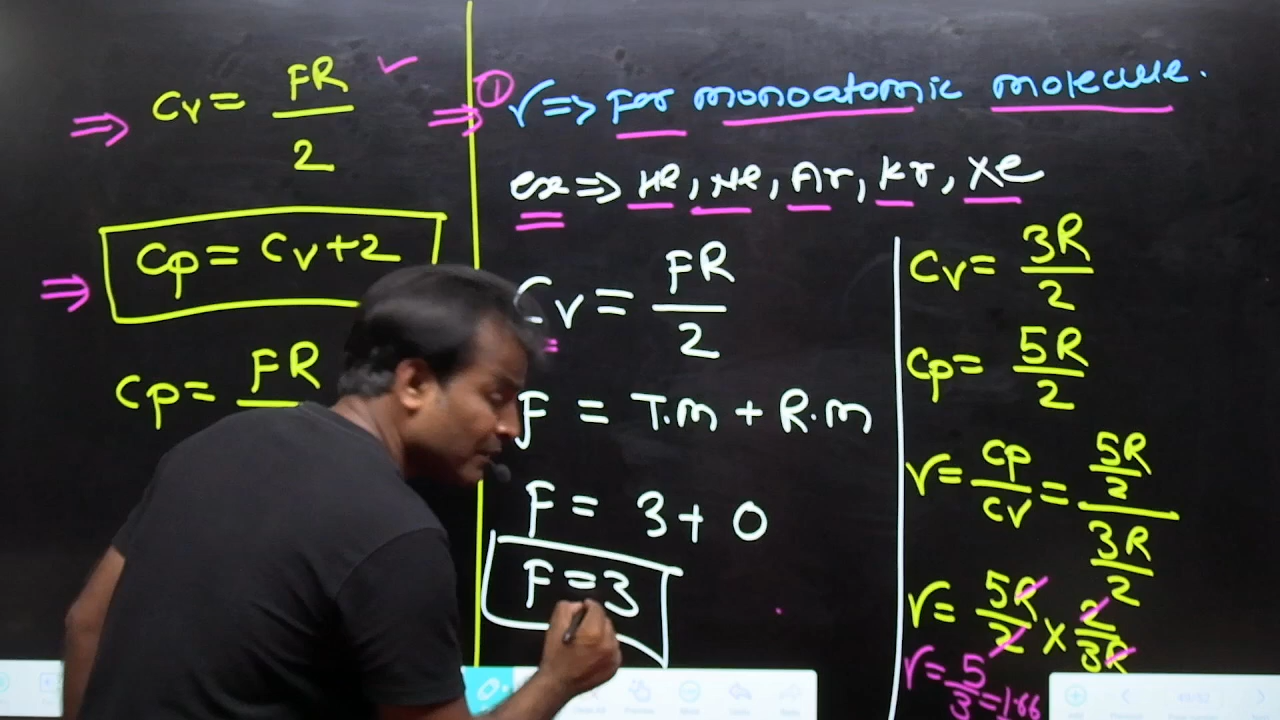 ⇒ Cv = FR/2 ✓
⇒ Cp = Cv+2
Cp = FR
⇒ ① γ ⇒ For monoatomic molecule.
ex ⇒ He, Ne, Ar, Kr, Xe
Cv = FR/2
F = T.m + R.m
F = 3 + 0
F = 3
Cv = 3R/2
Cp = 5R/2
γ = Cp/Cv = 5R/2 / 3R/2
γ = 5R/2 × 2/3R
γ = 5/3 = 1.66